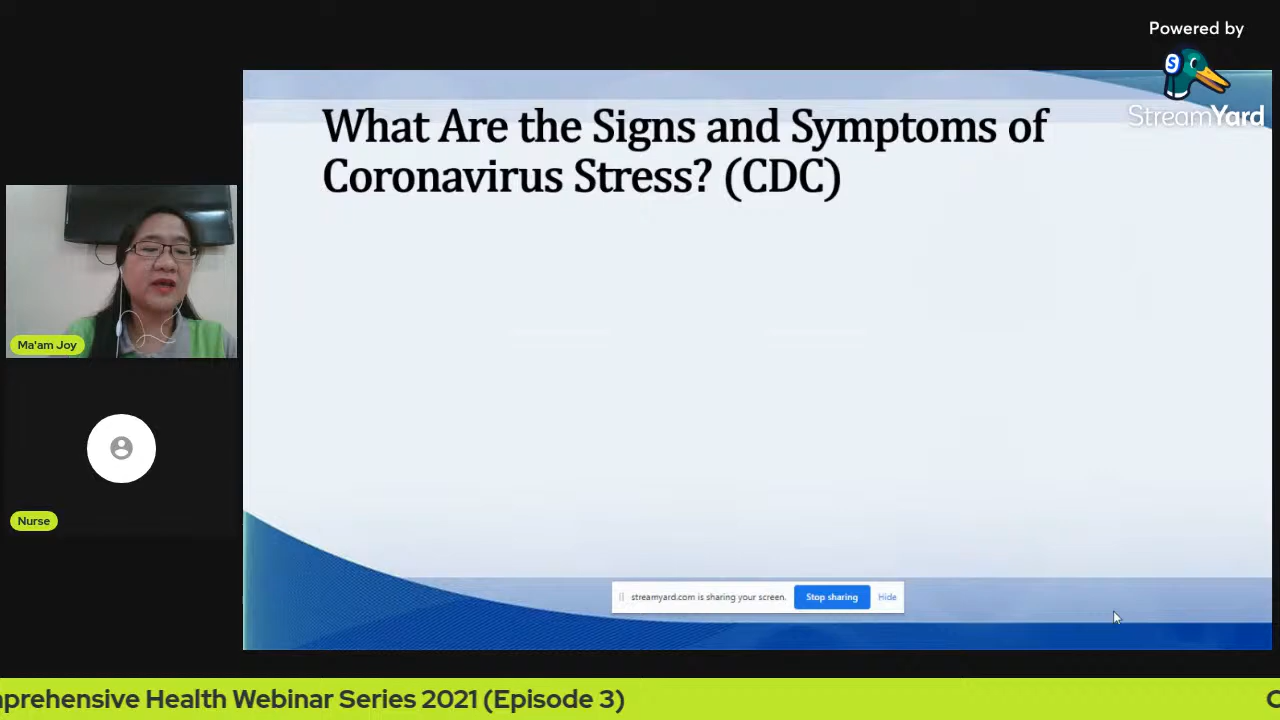 Powered by
S
StreamYard
What Are the Signs and Symptoms of
Coronavirus Stress? (CDC)
Ma'am Joy
Nurse
streamyard.com is sharing your screen.
Stop sharing
Hide
mprehensive Health Webinar Series 2021 (Episode 3)
C